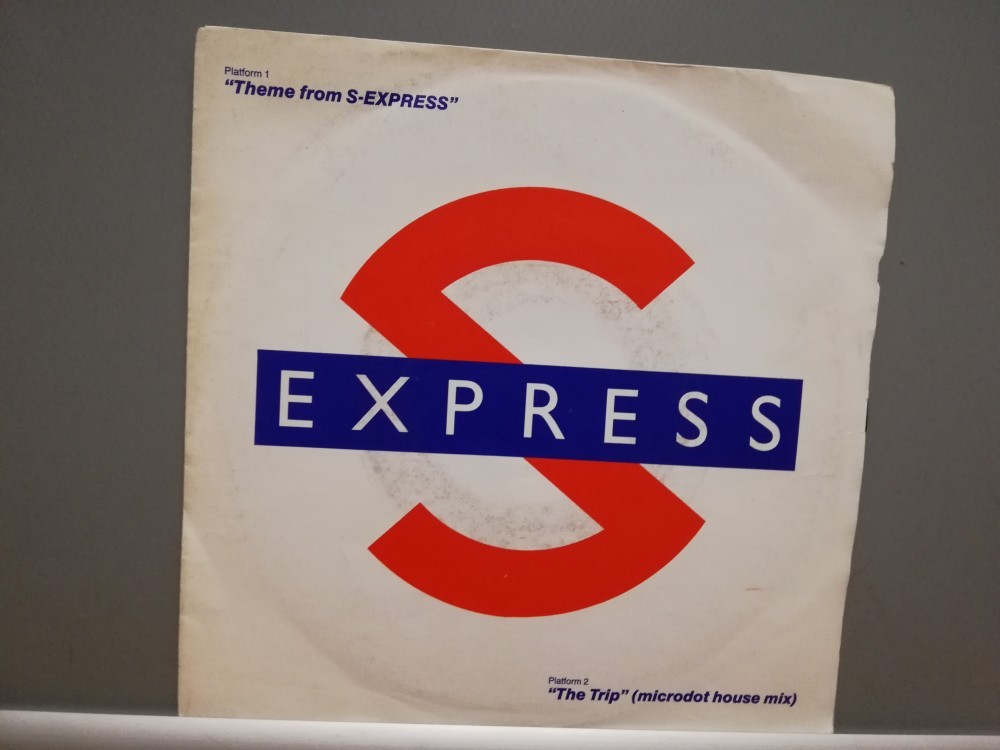 Platform 1
“Theme from S-EXPRESS”
S
EXPRESS
Platform 2
“The Trip” (microdot house mix)